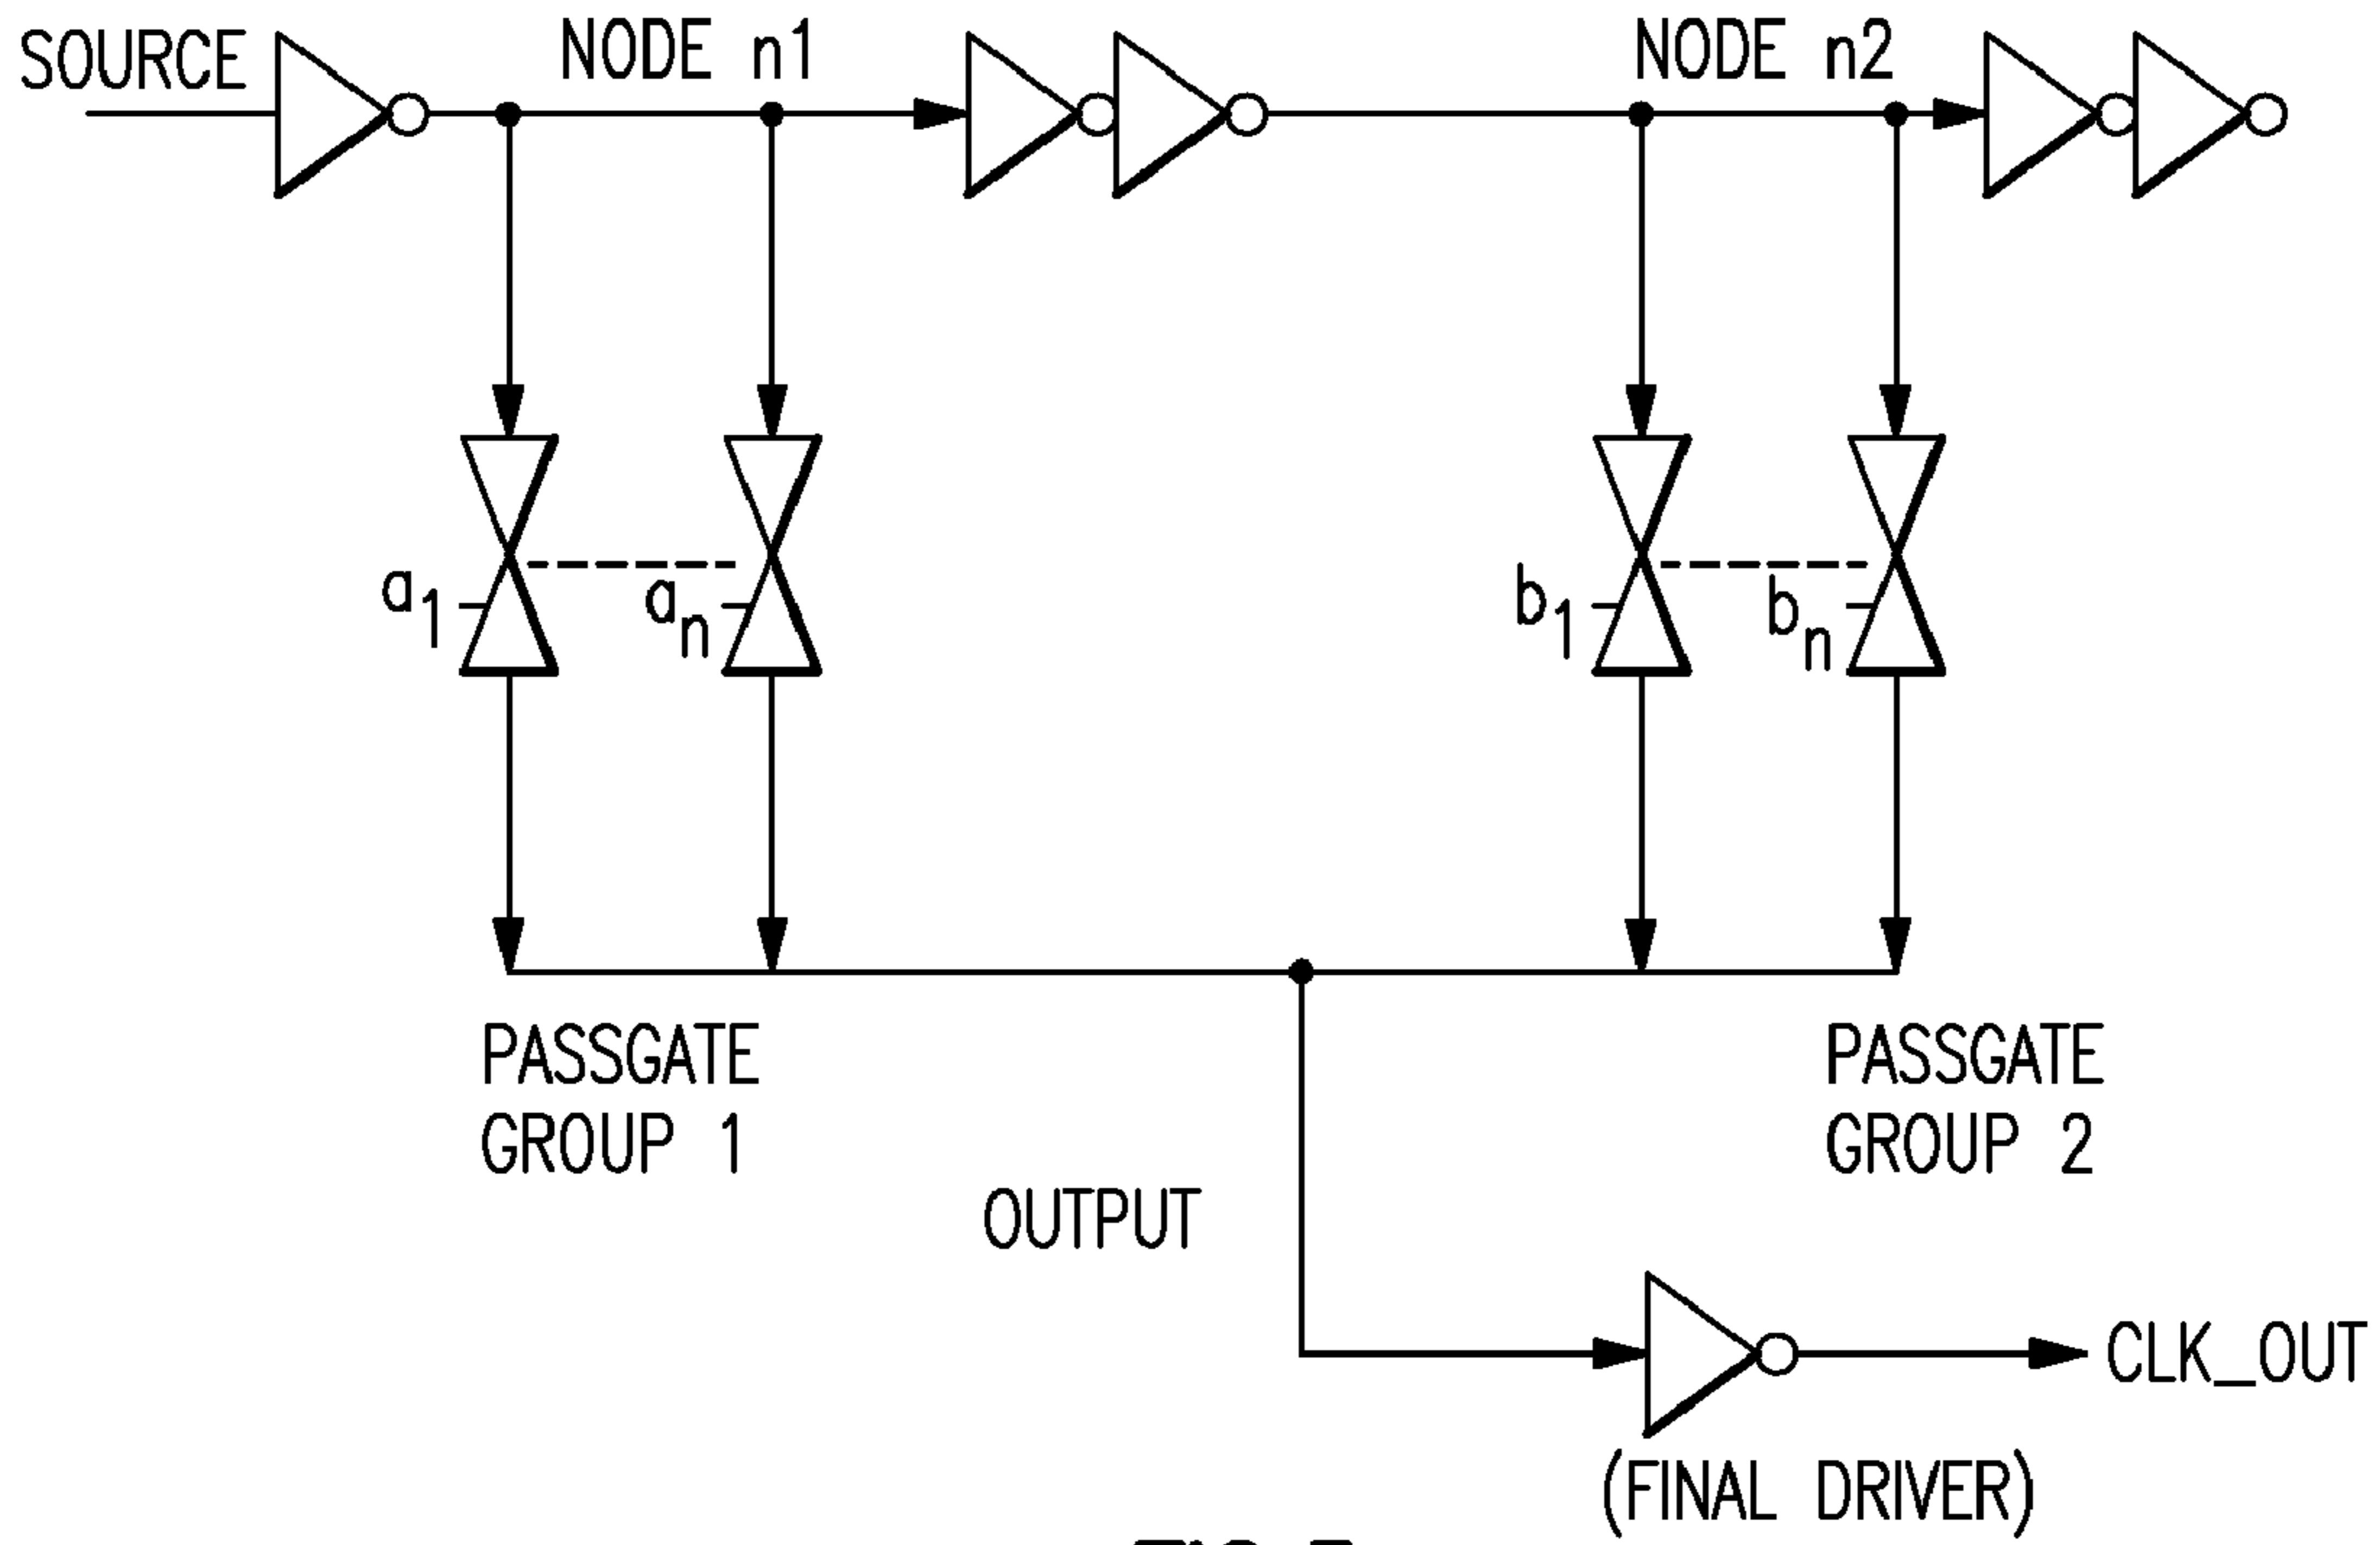 SOURCE
NODE n1
NODE n2
a1
an
b1
bn
PASSGATE
GROUP 1
PASSGATE
GROUP 2
OUTPUT
CLK_OUT
(FINAL DRIVER)